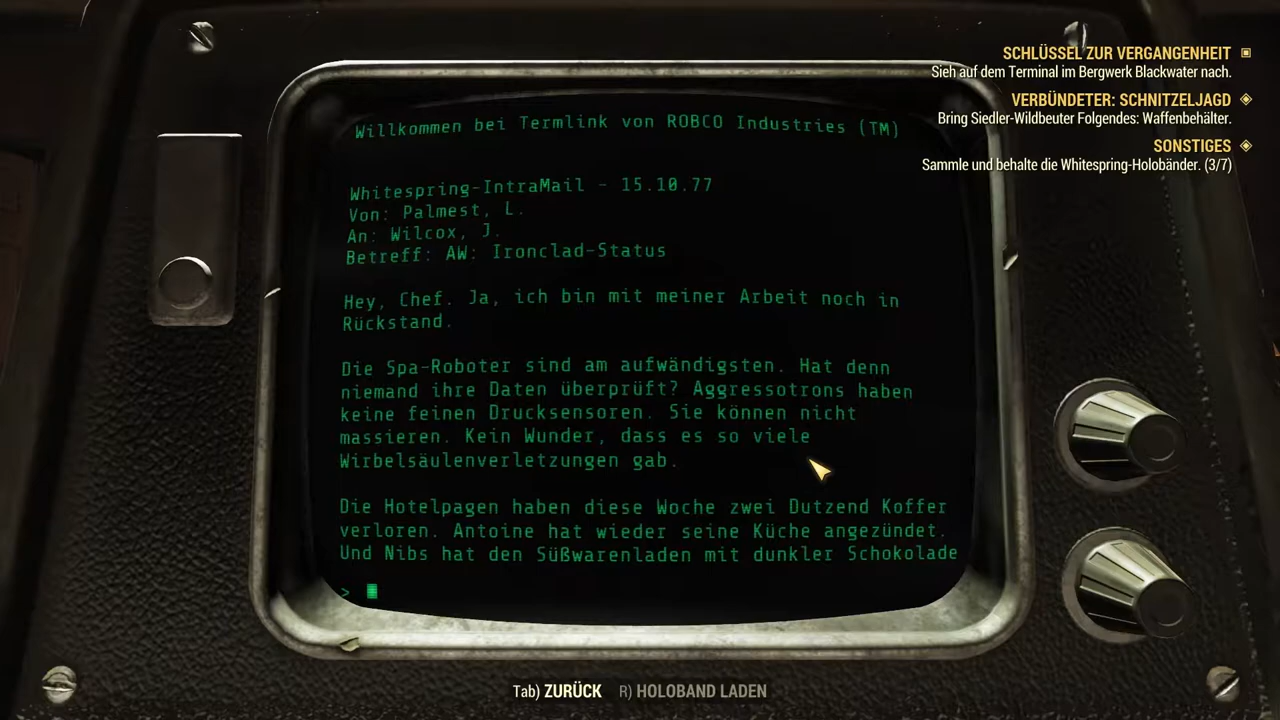 SCHLÜSSEL ZUR VERGANGENHEIT
Sieh auf dem Terminal im Bergwerk Blackwater nach.
VERBÜNDETER: SCHNITZELJAGD
Bring Siedler-Wildbeuter Folgendes: Waffenbehälter.
SONSTIGES
Sammle und behalte die Whitespring-Holobänder. (3/7)
Willkommen bei Termlink von ROBCO Industries (TM)
Whitespring-IntraMail - 15.10.77
Von: Palmest, L.
An: Wilcox, J.
Betreff: AW: Ironclad-Status
Hey, Chef. Ja, ich bin mit meiner Arbeit noch in
Rückstand.
Die Spa-Roboter sind am aufwändigsten. Hat denn
niemand ihre Daten überprüft? Aggressotrons haben
keine feinen Drucksensoren. Sie können nicht
massieren. Kein Wunder, dass es so viele
Wirbelsäulenverletzungen gab.
Die Hotelpagen haben diese Woche zwei Dutzend Koffer
verloren. Antoine hat wieder seine Küche angezündet.
Und Nibs hat den Süßwarenladen mit dunkler Schokolade
>
Tab) ZURÜCK R) HOLOBAND LADEN